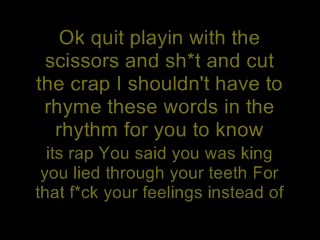 Ok quit playin with the
scissors and sh*t and cut
the crap I shouldn't have to
rhyme these words in the
rhythm for you to know
its rap You said you was king
you lied through your teeth For
that f*ck your feelings instead of